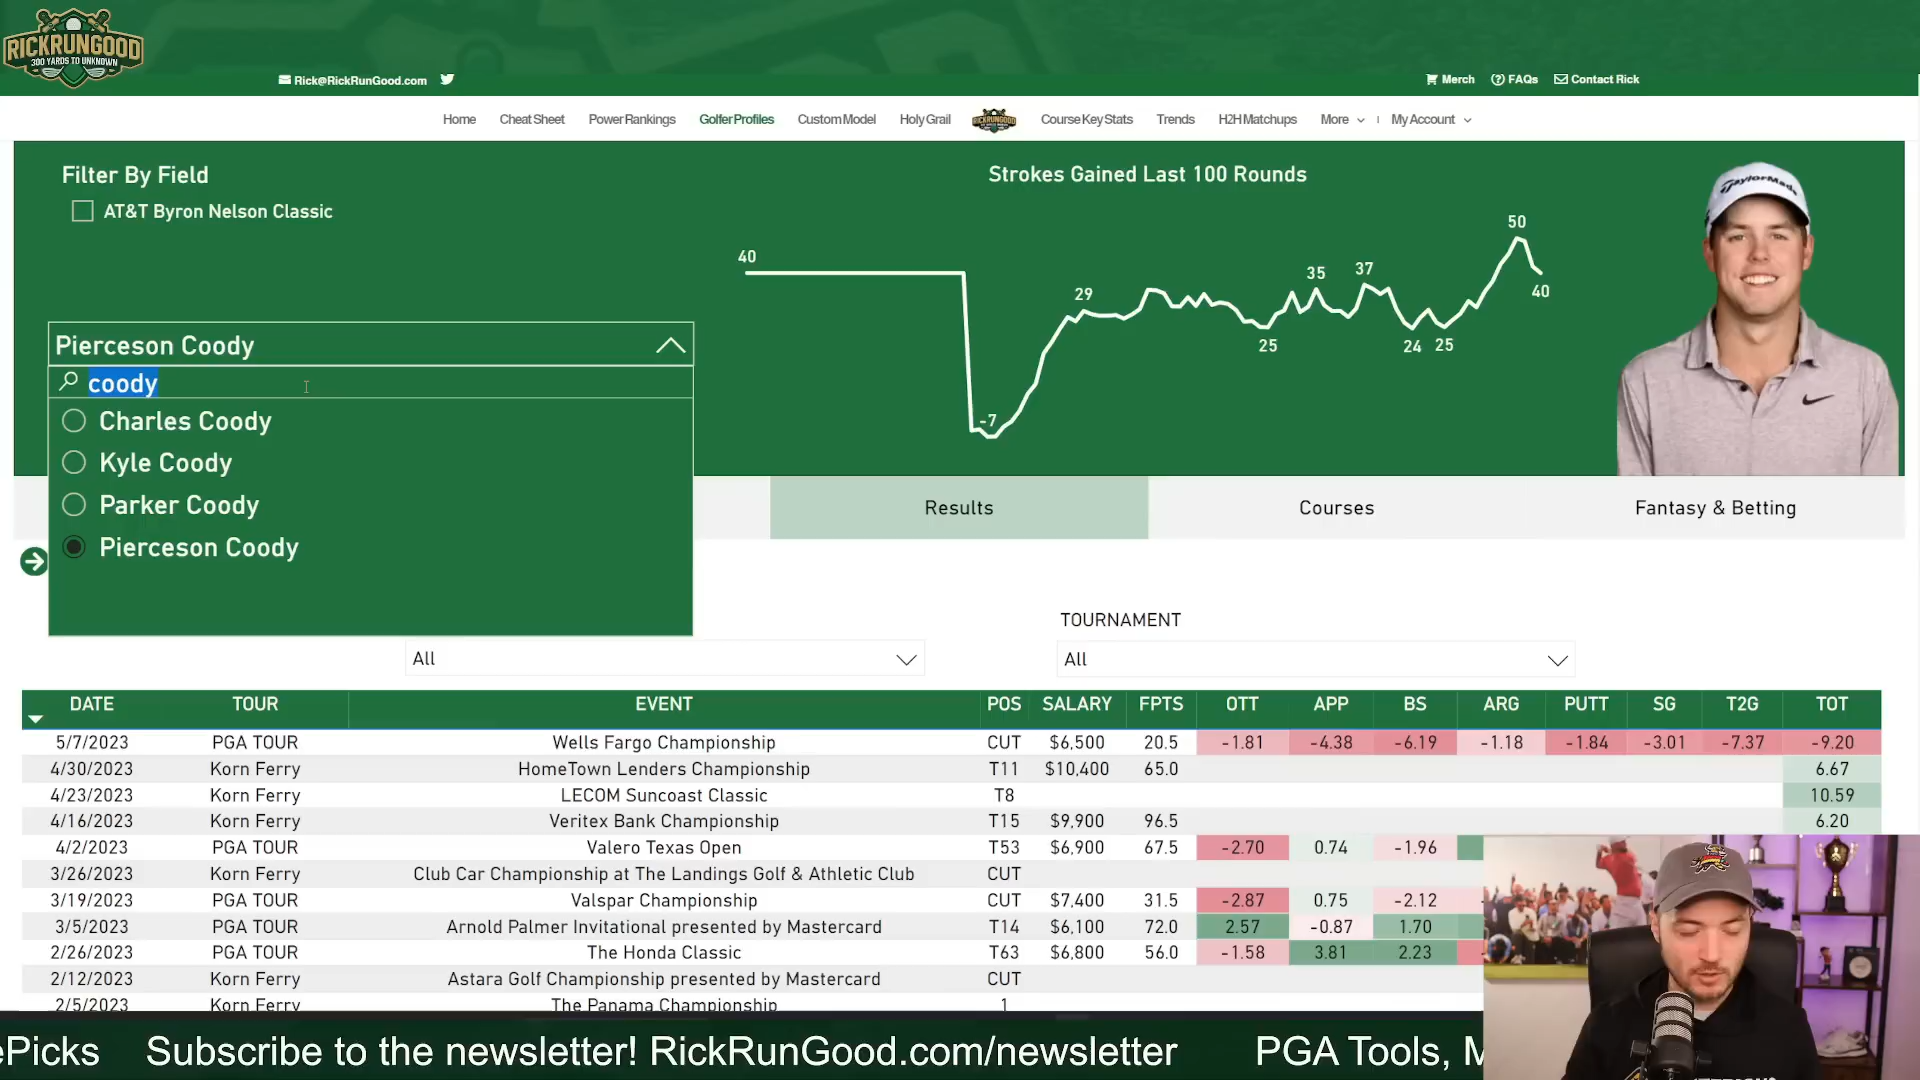 RICKRUNGOOD
300 YARDS TO UNKNOWN
Rick@RickRunGood.com
Merch FAQs Contact Rick
Home Cheat Sheet Power Rankings Golfer Profiles Custom Model Holy Grail RICKRUNGOOD Course Key Stats Trends H2H Matchups More My Account
Filter By Field
AT&T Byron Nelson Classic
Strokes Gained Last 100 Rounds
40
-7
29
25
35
37
24
25
50
40
TaylorMade
Pierceson Coody
coody
Charles Coody
Kyle Coody
Parker Coody
Pierceson Coody
Results Courses Fantasy & Betting
TOURNAMENT
All All
DATE TOUR EVENT POS SALARY FPTS OTT APP BS ARG PUTT SG T2G TOT
5/7/2023 PGA TOUR Wells Fargo Championship CUT $6,500 20.5 -1.81 -4.38 -6.19 -1.18 -1.84 -3.01 -7.37 -9.20
4/30/2023 Korn Ferry HomeTown Lenders Championship T11 $10,400 65.0 6.67
4/23/2023 Korn Ferry LECOM Suncoast Classic T8 10.59
4/16/2023 Korn Ferry Veritex Bank Championship T15 $9,900 96.5 6.20
4/2/2023 PGA TOUR Valero Texas Open T53 $6,900 67.5 -2.70 0.74 -1.96
3/26/2023 Korn Ferry Club Car Championship at The Landings Golf & Athletic Club CUT
3/19/2023 PGA TOUR Valspar Championship CUT $7,400 31.5 -2.87 0.75 -2.12
3/5/2023 PGA TOUR Arnold Palmer Invitational presented by Mastercard T14 $6,100 72.0 2.57 -0.87 1.70
2/26/2023 PGA TOUR The Honda Classic T63 $6,800 56.0 -1.58 3.81 2.23
2/12/2023 Korn Ferry Astara Golf Championship presented by Mastercard CUT
2/5/2023 Korn Ferry The Panama Championship 1
ePicks Subscribe to the newsletter! RickRunGood.com/newsletter PGA Tools, M